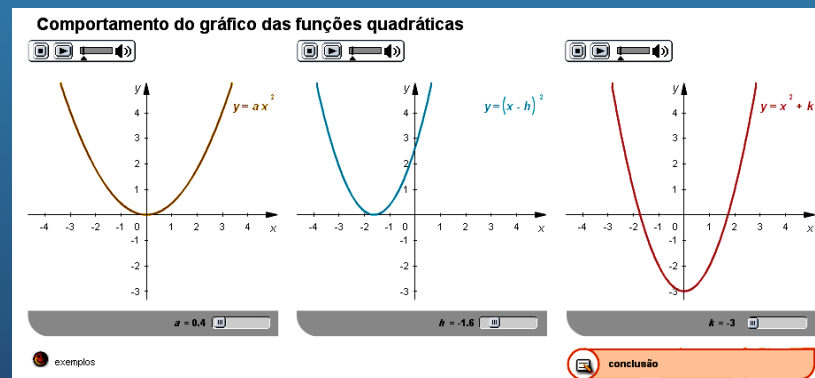 Comportamento do gráfico das funções quadráticas
y
y = a x²
4
3
2
1
-4 -3 -2 -1 0 1 2 3 4 x
-1
-2
-3
a = 0.4
y
y = (x - h)²
4
3
2
1
-4 -3 -2 -1 0 1 2 3 4 x
-1
-2
-3
h = -1.6
y
y = x² + k
4
3
2
1
-4 -3 -2 -1 0 1 2 3 4 x
-1
-2
-3
k = -3
exemplos
conclusão